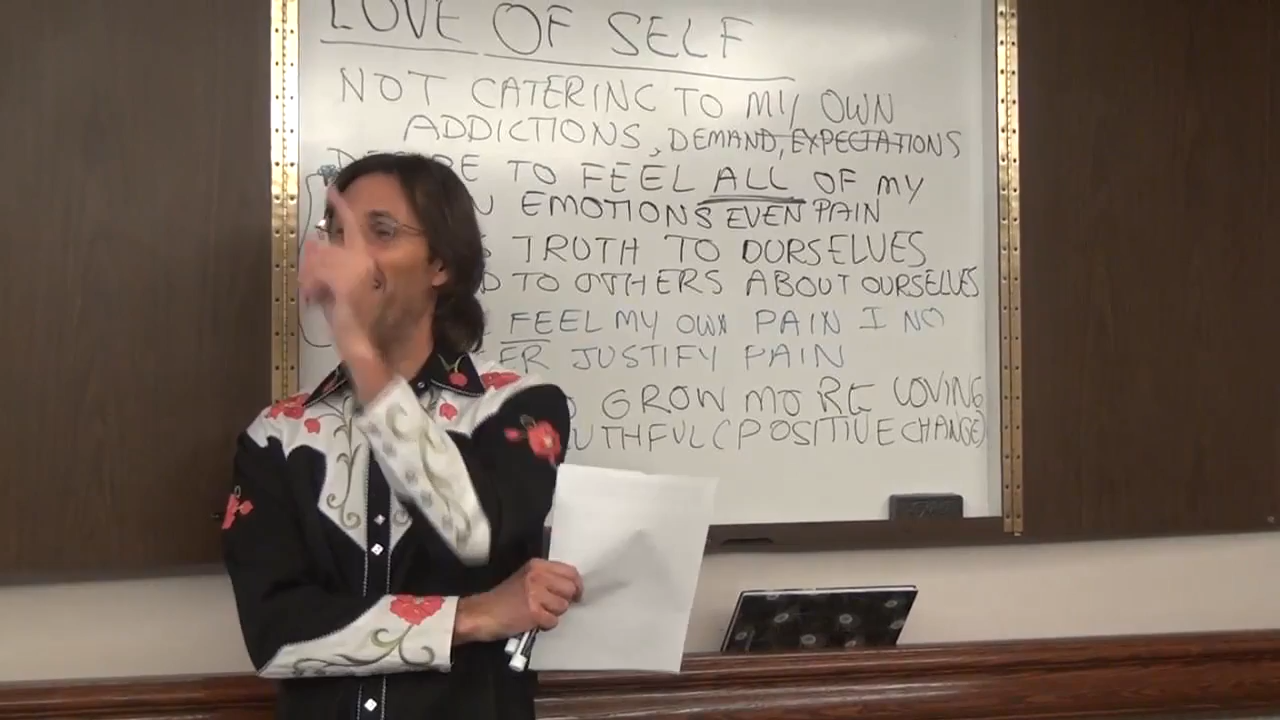 LOVE OF SELF
NOT CATERING TO MY OWN
ADDICTIONS, DEMAND, EXPECTATIONS
TO FEEL ALL OF MY
EMOTIONS EVEN PAIN
TRUTH TO OURSELVES
TO OTHERS ABOUT OURSELVES
FEEL MY OWN PAIN I NO
JUSTIFY PAIN
GROW MORE LOVING
(POSITIVE CHANGE)